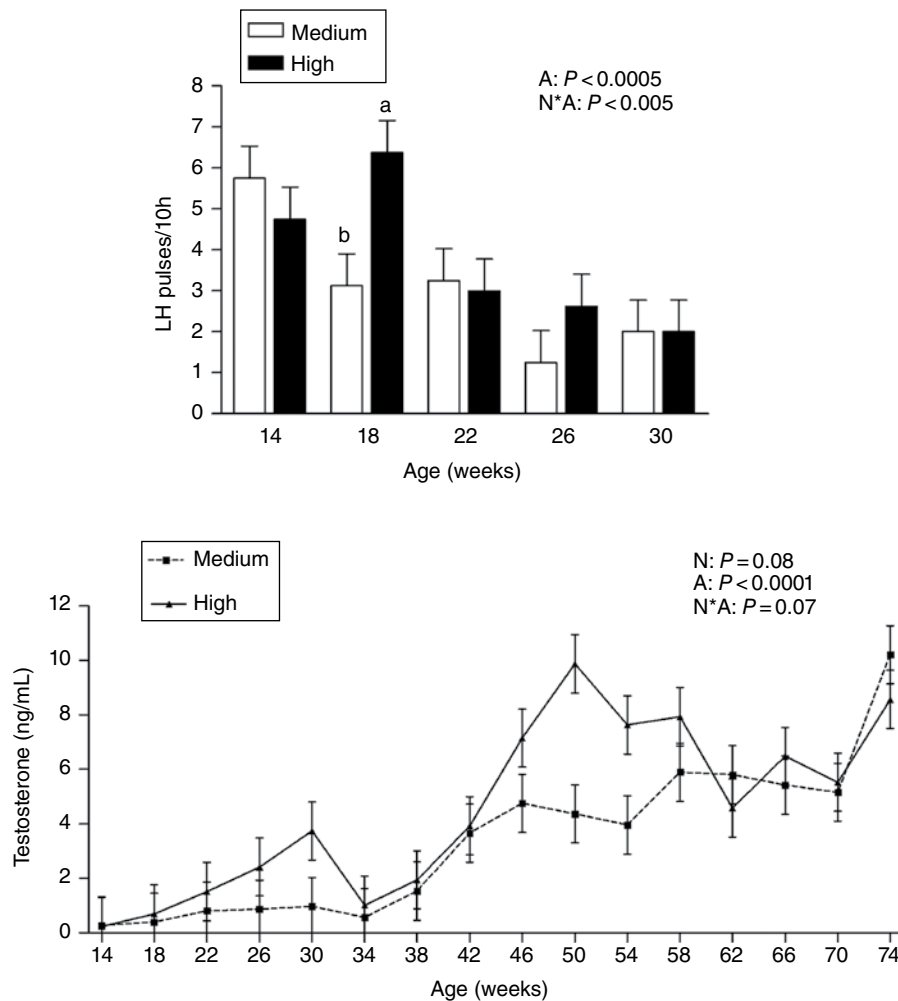 Medium
High
A: P < 0.0005
N*A: P < 0.005
8
7
6
5
4
3
2
1
0
a
b
LH pulses/10h
14 18 22 26 30
Age (weeks)
Medium
High
N: P = 0.08
A: P < 0.0001
N*A: P = 0.07
12
10
8
6
4
2
0
Testosterone (ng/mL)
14 18 22 26 30 34 38 42 46 50 54 58 62 66 70 74
Age (weeks)